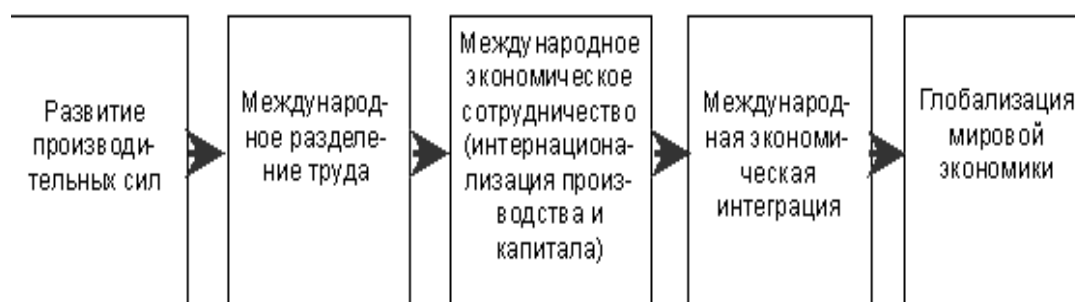 Развитие
производи-
тельных сил
Международ-
ное разделе-
ние труда
Международное
экономическое
сотрудничество
(интернациона-
лизация произ-
водства и
капитала)
Международ-
ная экономи-
ческая
интеграция
Глобализация
мировой
экономики